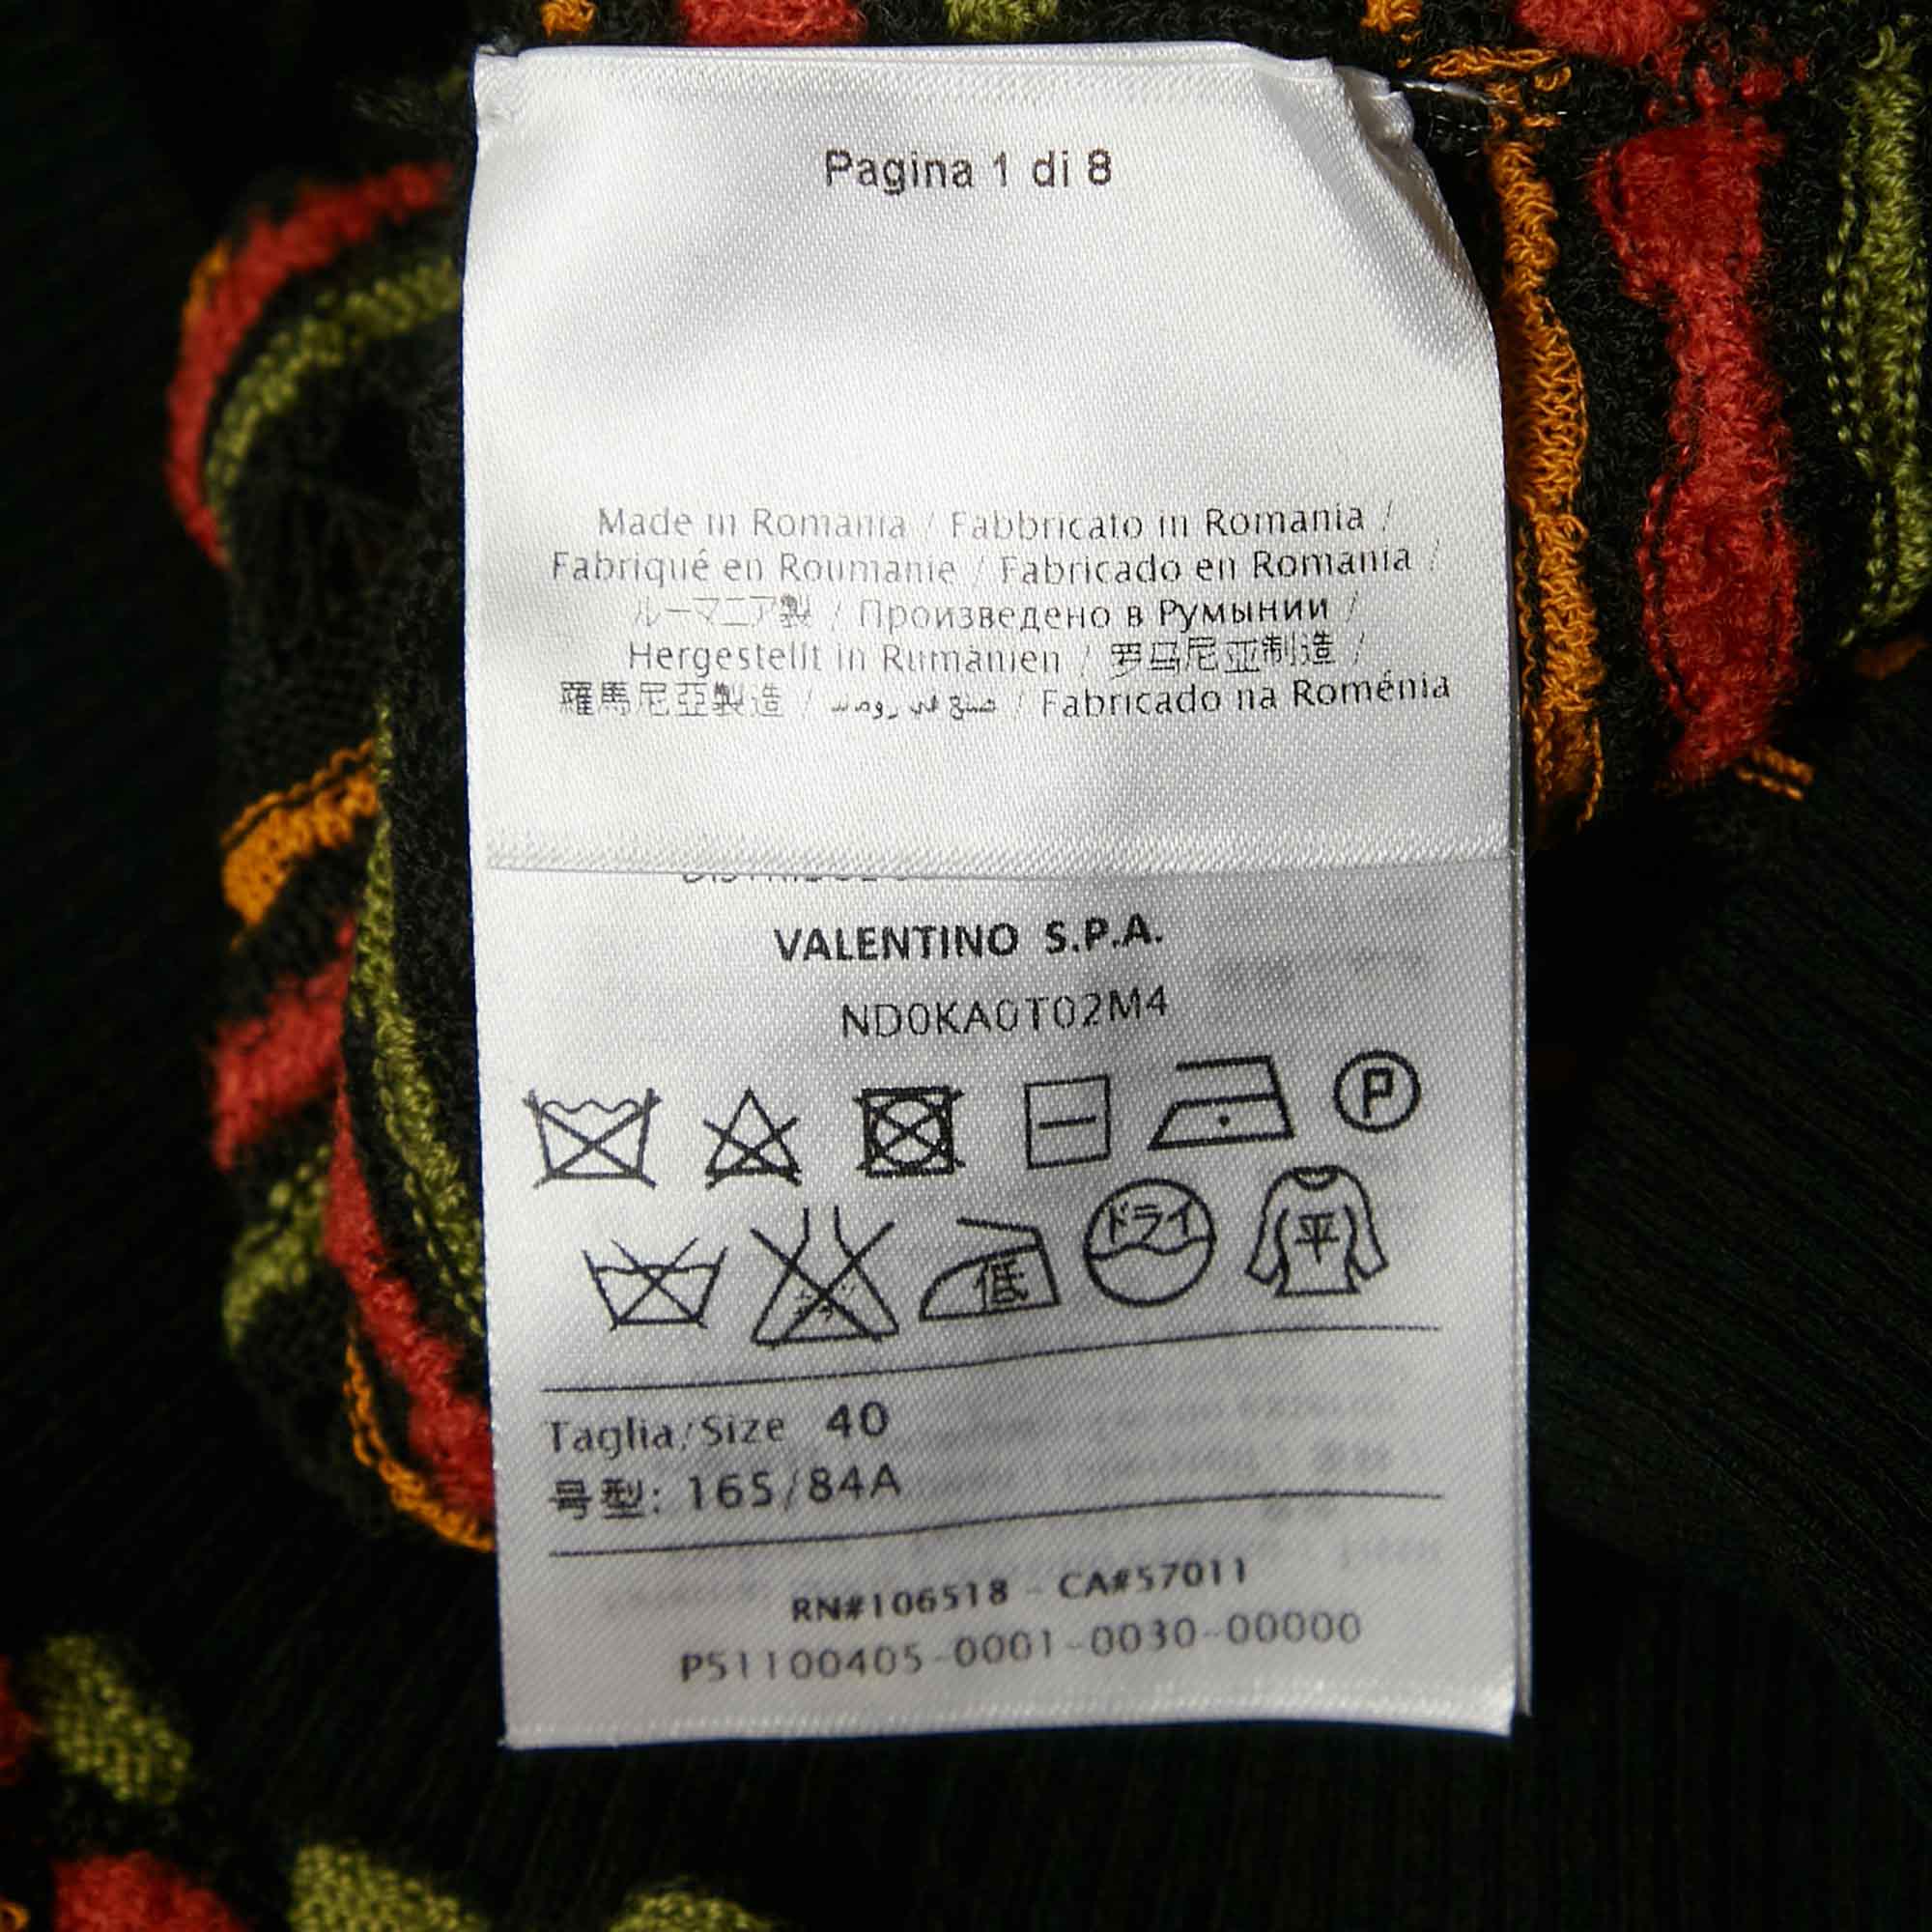 Pagina 1 di 8
Made in Romania / Fabbricato in Romania /
Fabriqué en Roumanie / Fabricado en Romania /
ルーマニア製 / Произведено в Румынии /
Hergestellt in Rumänien / 罗马尼亚制造 /
羅馬尼亞製造 / صنع في / Fabricado na Roménia
VALENTINO S.P.A.
ND0KA0T02M4
P
低 ドライ 平
Taglia/Size 40
号型: 165/84A
RN#106518 - CA#57011
P51100405-0001-0030-00000